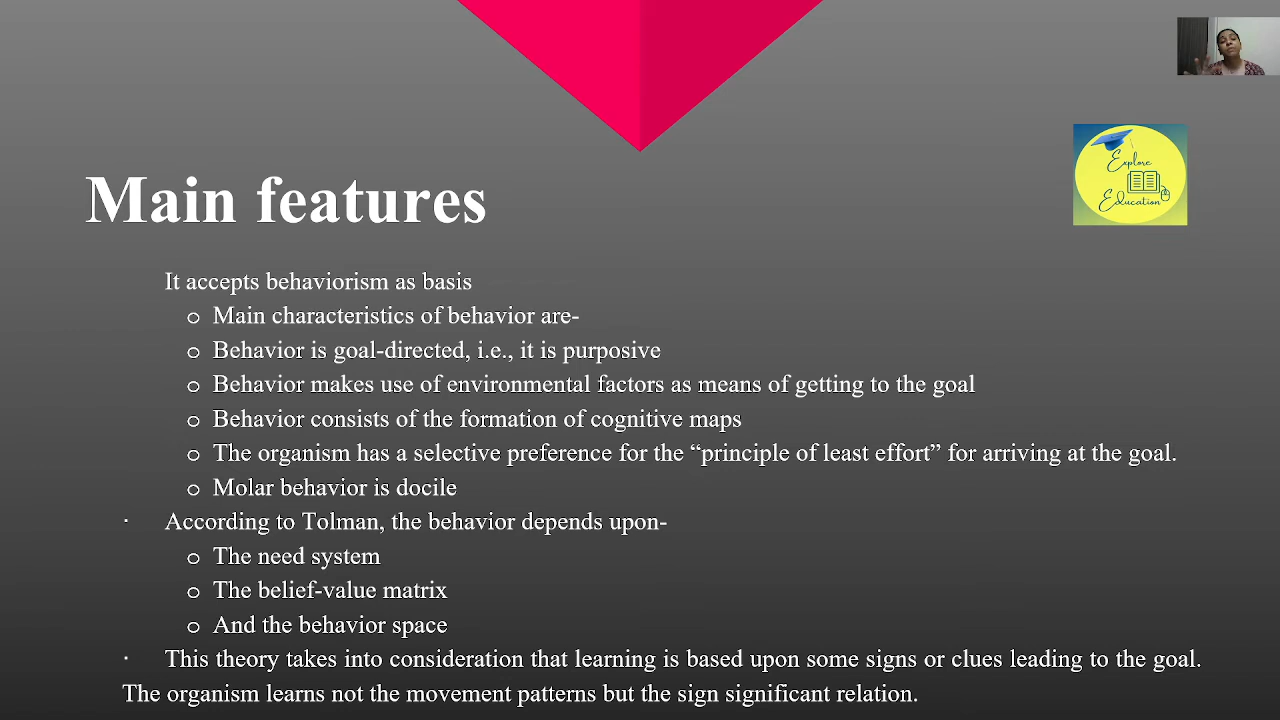 Explore
Education
Main features
It accepts behaviorism as basis
o Main characteristics of behavior are-
o Behavior is goal-directed, i.e., it is purposive
o Behavior makes use of environmental factors as means of getting to the goal
o Behavior consists of the formation of cognitive maps
o The organism has a selective preference for the “principle of least effort” for arriving at the goal.
o Molar behavior is docile
· According to Tolman, the behavior depends upon-
o The need system
o The belief-value matrix
o And the behavior space
· This theory takes into consideration that learning is based upon some signs or clues leading to the goal.
The organism learns not the movement patterns but the sign significant relation.